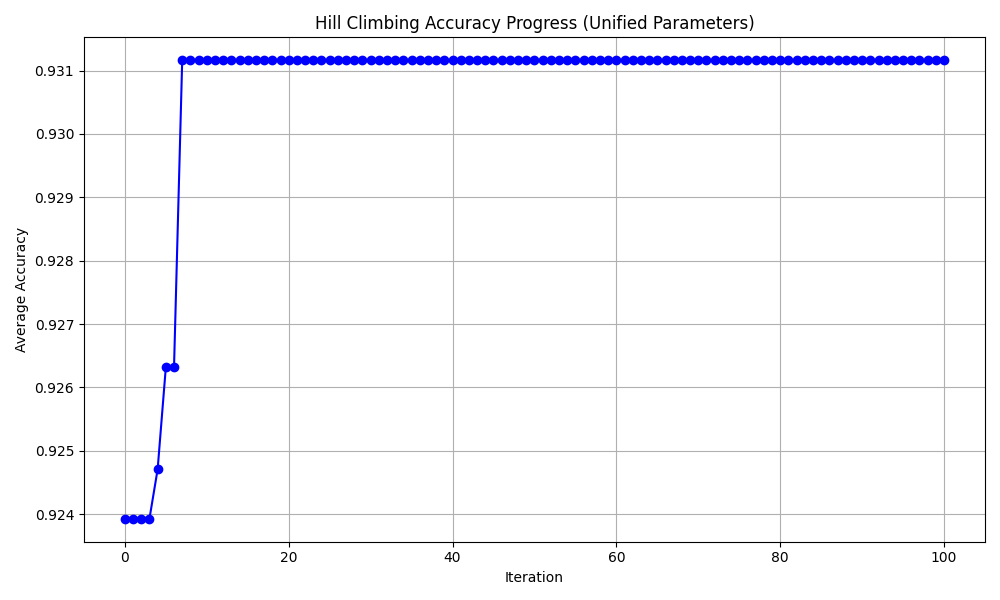 Hill Climbing Accuracy Progress (Unified Parameters)
Average Accuracy
0.931
0.930
0.929
0.928
0.927
0.926
0.925
0.924
0 20 40 60 80 100
Iteration